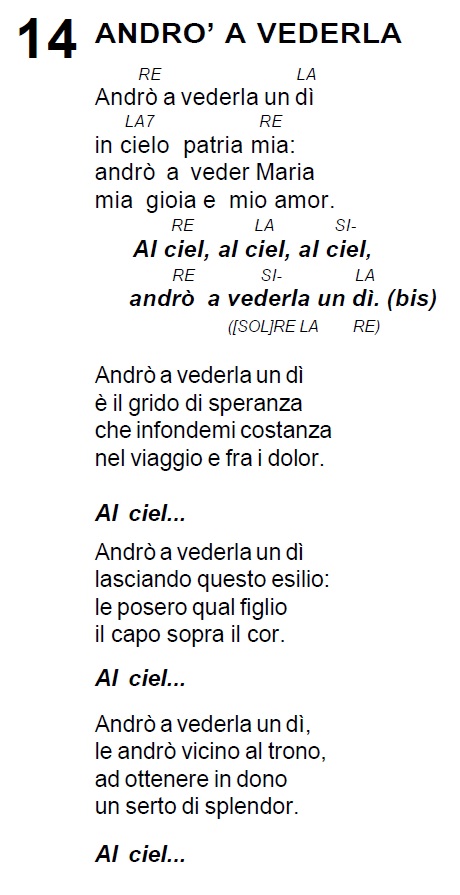 14 ANDRO' A VEDERLA
RE LA
Andrò a vederla un dì
LA7 RE
in cielo patria mia:
andrò a veder Maria
mia gioia e mio amor.
RE LA SI-
Al ciel, al ciel, al ciel,
RE SI- LA
andrò a vederla un dì. (bis)
([SOL]RE LA RE)
Andrò a vederla un dì
è il grido di speranza
che infondemi costanza
nel viaggio e fra i dolor.
Al ciel...
Andrò a vederla un dì
lasciando questo esilio:
le posero qual figlio
il capo sopra il cor.
Al ciel...
Andrò a vederla un dì,
le andrò vicino al trono,
ad ottenere in dono
un serto di splendor.
Al ciel...